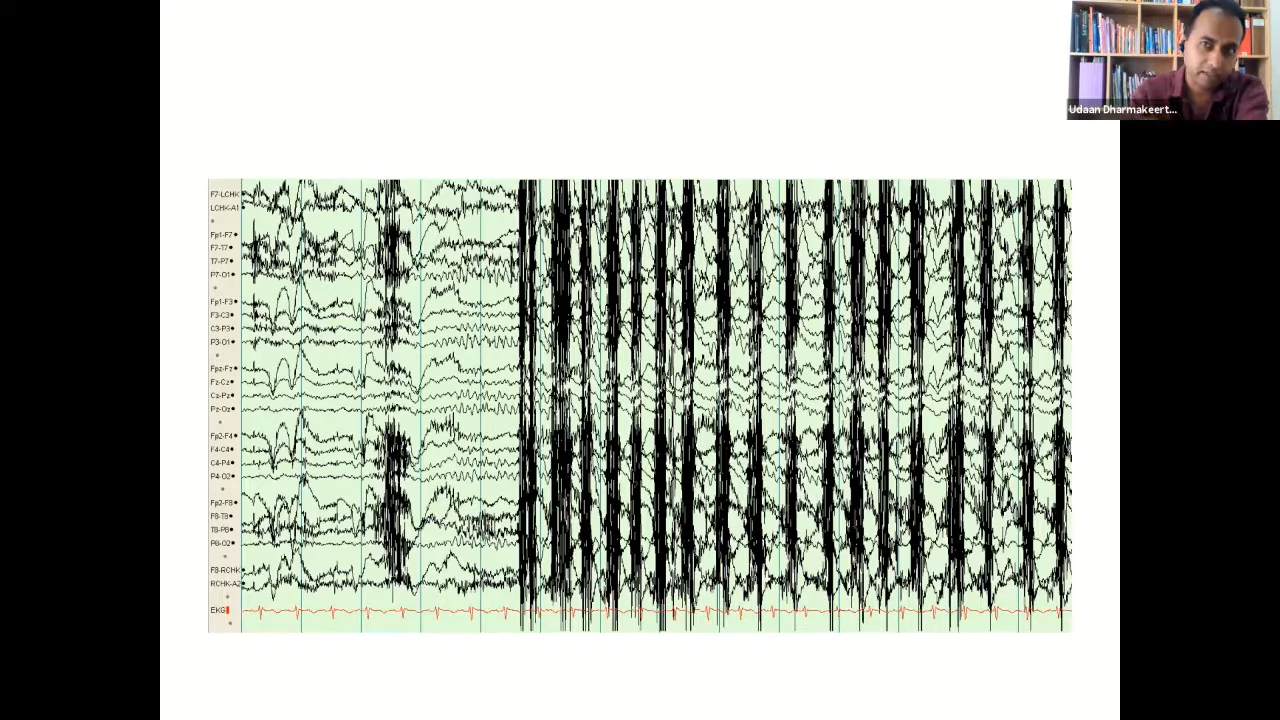 Udaan Dharmakeert...
F7-LCHK
LCHK-A1
Fp1-F7
F7-T7
T7-P7
P7-O1
Fp1-F3
F3-C3
C3-P3
P3-O1
Fpz-Fz
Fz-Cz
Cz-Pz
Pz-Oz
Fp2-F4
F4-C4
C4-P4
P4-O2
Fp2-F8
F8-T8
T8-P8
P8-O2
F8-RCHK
RCHK-A2
EKG